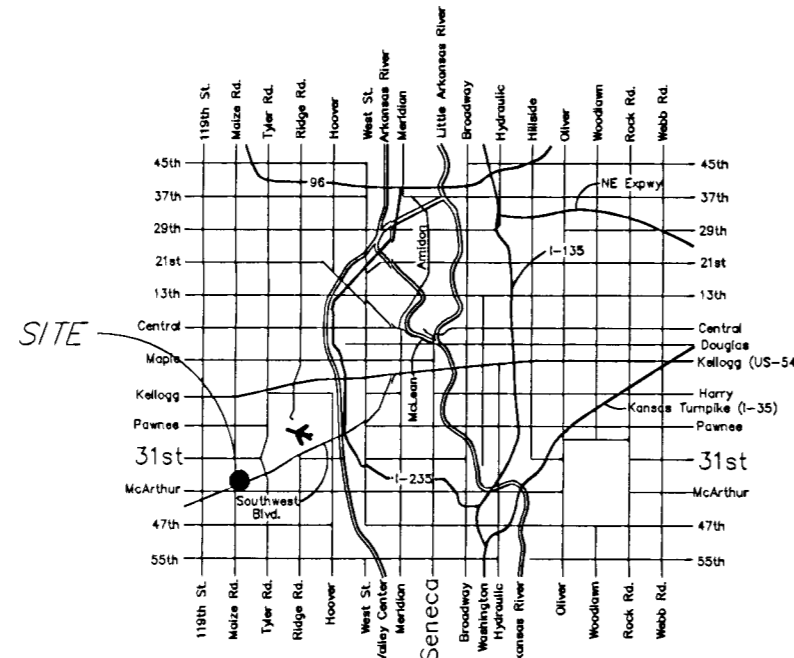 119th St.
Maize Rd.
Tyler Rd.
Ridge Rd.
Hoover
West St.
Arkansas River
Meridian
Little Arkansas River
Broadway
Hydraulic
Hillside
Oliver
Woodlawn
Rock Rd.
Webb Rd.
45th
45th
96
NE Expwy
37th
37th
29th
29th
Amidon
I-135
21st
21st
13th
13th
SITE
Central
Central
Douglas
Maple
Kellogg (US-54
McLean
Kellogg
Harry
Kansas Turnpike (I-35)
Pawnee
Pawnee
31st
31st
I-235
McArthur
McArthur
Southwest
Blvd.
47th
47th
55th
55th
119th St.
Maize Rd.
Tyler Rd.
Ridge Rd.
Hoover
West St.
Valley Center
Meridian
Seneca
Broadway
Washington
Hydraulic
kansas River
Oliver
Woodlawn
Rock Rd.
Webb Rd.